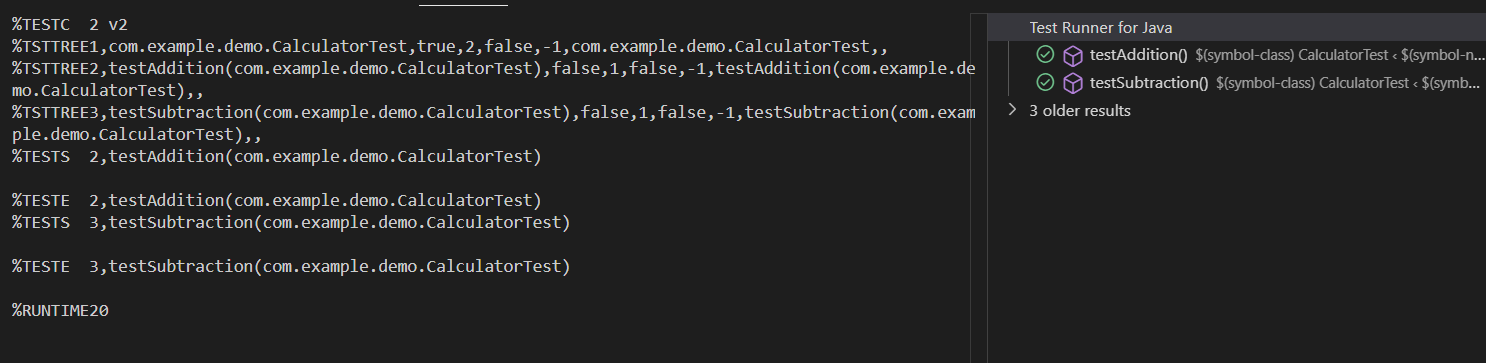 %TESTC  2 v2
%TSTTREE1,com.example.demo.CalculatorTest,true,2,false,-1,com.example.demo.CalculatorTest,,
%TSTTREE2,testAddition(com.example.demo.CalculatorTest),false,1,false,-1,testAddition(com.example.de
mo.CalculatorTest),,
%TSTTREE3,testSubtraction(com.example.demo.CalculatorTest),false,1,false,-1,testSubtraction(com.exam
ple.demo.CalculatorTest),,
%TESTS  2,testAddition(com.example.demo.CalculatorTest)
%TESTE  2,testAddition(com.example.demo.CalculatorTest)
%TESTS  3,testSubtraction(com.example.demo.CalculatorTest)
%TESTE  3,testSubtraction(com.example.demo.CalculatorTest)
%RUNTIME20
Test Runner for Java
testAddition() $(symbol-class) CalculatorTest ‹ $(symbol-n...
testSubtraction() $(symbol-class) CalculatorTest ‹ $(symb...
3 older results